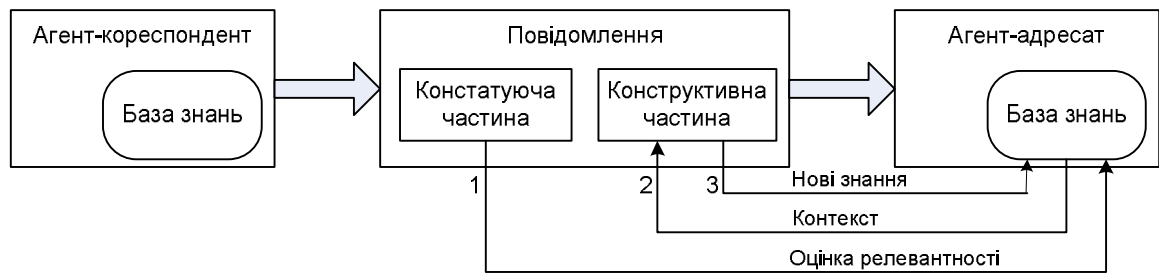 Агент-кореспондент
База знань
Повідомлення
Констатуюча
частина
Конструктивна
частина
Агент-адресат
База знань
1
2
3
Нові знання
Контекст
Оцінка релевантності